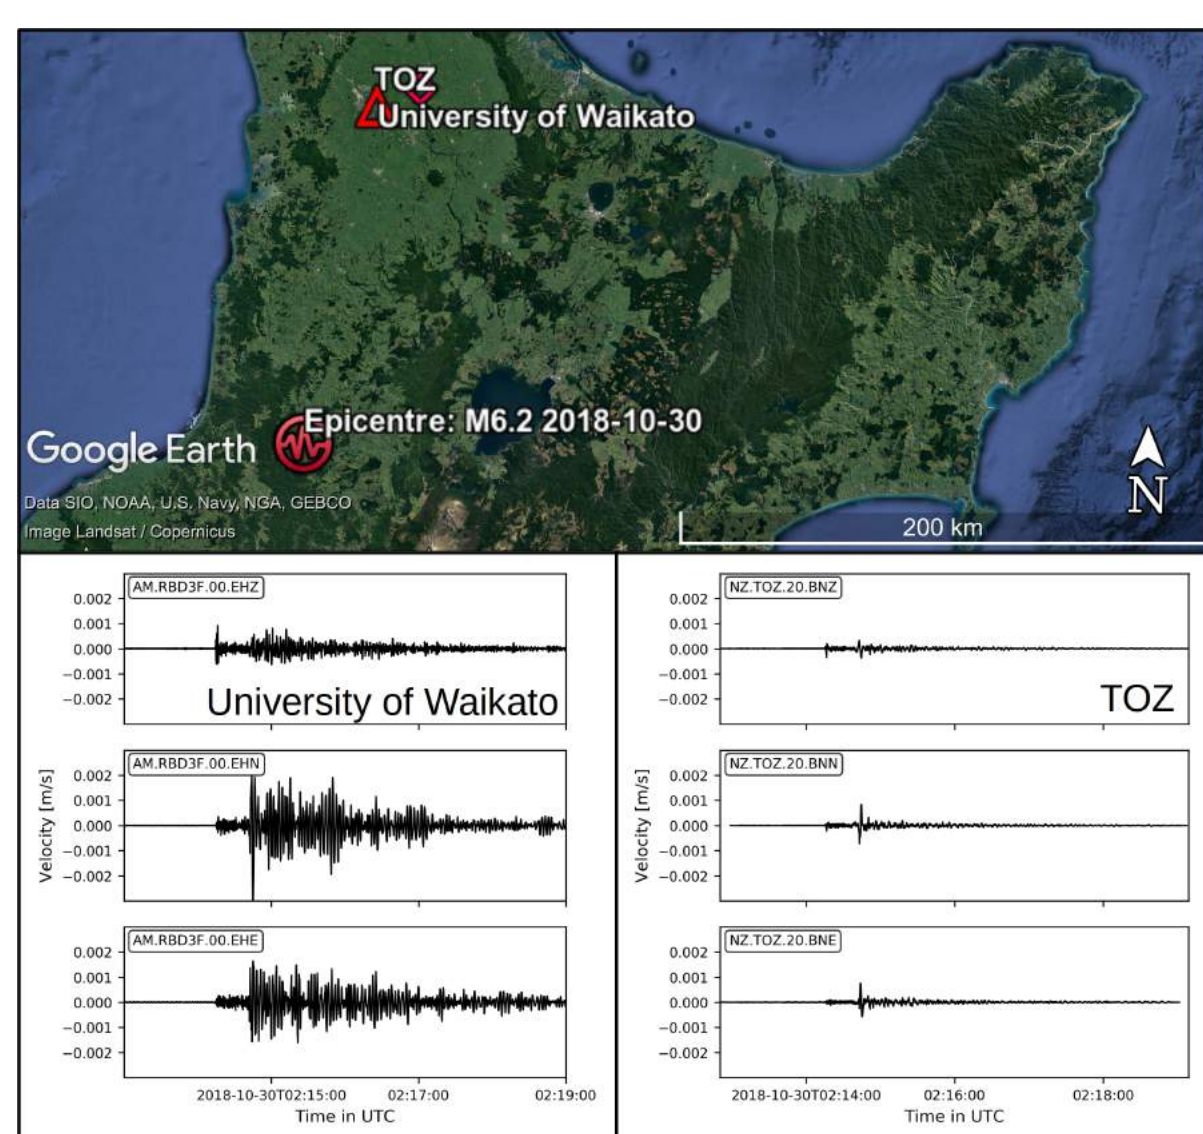 TOZ
University of Waikato
Epicentre: M6.2 2018-10-30
Google Earth
Data SIO, NOAA, U.S. Navy, NGA, GEBCO
Image Landsat / Copernicus
N
200 km
AM.RBD3F.00.EHZ
0.002
0.001
0.000
−0.001
−0.002
University of Waikato
AM.RBD3F.00.EHN
0.002
0.001
0.000
−0.001
−0.002
Velocity [m/s]
AM.RBD3F.00.EHE
0.002
0.001
0.000
−0.001
−0.002
2018-10-30T02:15:00 02:17:00 02:19:00
Time in UTC
NZ.TOZ.20.BNZ
0.002
0.001
0.000
−0.001
−0.002
TOZ
NZ.TOZ.20.BNN
0.002
0.001
0.000
−0.001
−0.002
Velocity [m/s]
NZ.TOZ.20.BNE
0.002
0.001
0.000
−0.001
−0.002
2018-10-30T02:14:00 02:16:00 02:18:00
Time in UTC